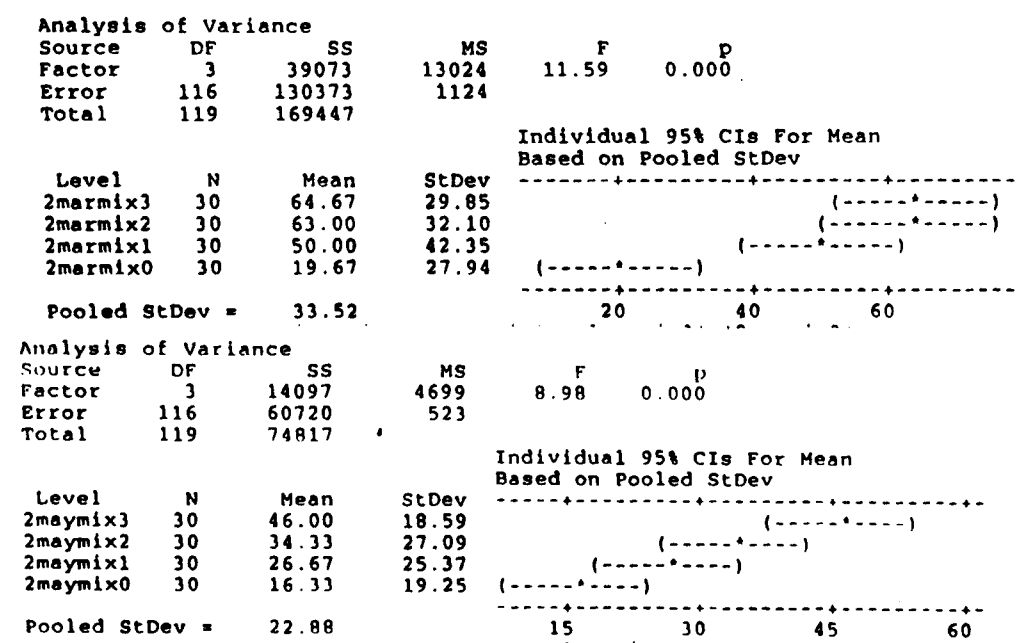 Analysis of Variance
Source DF SS MS F p
Factor 3 39073 13024 11.59 0.000
Error 116 130373 1124
Total 119 169447
Individual 95% CIs For Mean
Based on Pooled StDev
Level N Mean StDev -------+---------+---------+---------
2marmix3 30 64.67 29.85 (-----*-----)
2marmix2 30 63.00 32.10 (-----*-----)
2marmix1 30 50.00 42.35 (-----*-----)
2marmix0 30 19.67 27.94 (-----*-----)
-------+---------+---------+---------
Pooled StDev = 33.52 20 40 60
Analysis of Variance
Source DF SS MS F p
Factor 3 14097 4699 8.98 0.000
Error 116 60720 523
Total 119 74817
Individual 95% CIs For Mean
Based on Pooled StDev
Level N Mean StDev -----+---------+---------+---------+-
2maymix3 30 46.00 18.59 (-----*----)
2maymix2 30 34.33 27.09 (-----*----)
2maymix1 30 26.67 25.37 (-----*----)
2maymix0 30 16.33 19.25 (-----*----)
-----+---------+---------+---------+-
Pooled StDev = 22.88 15 30 45 60